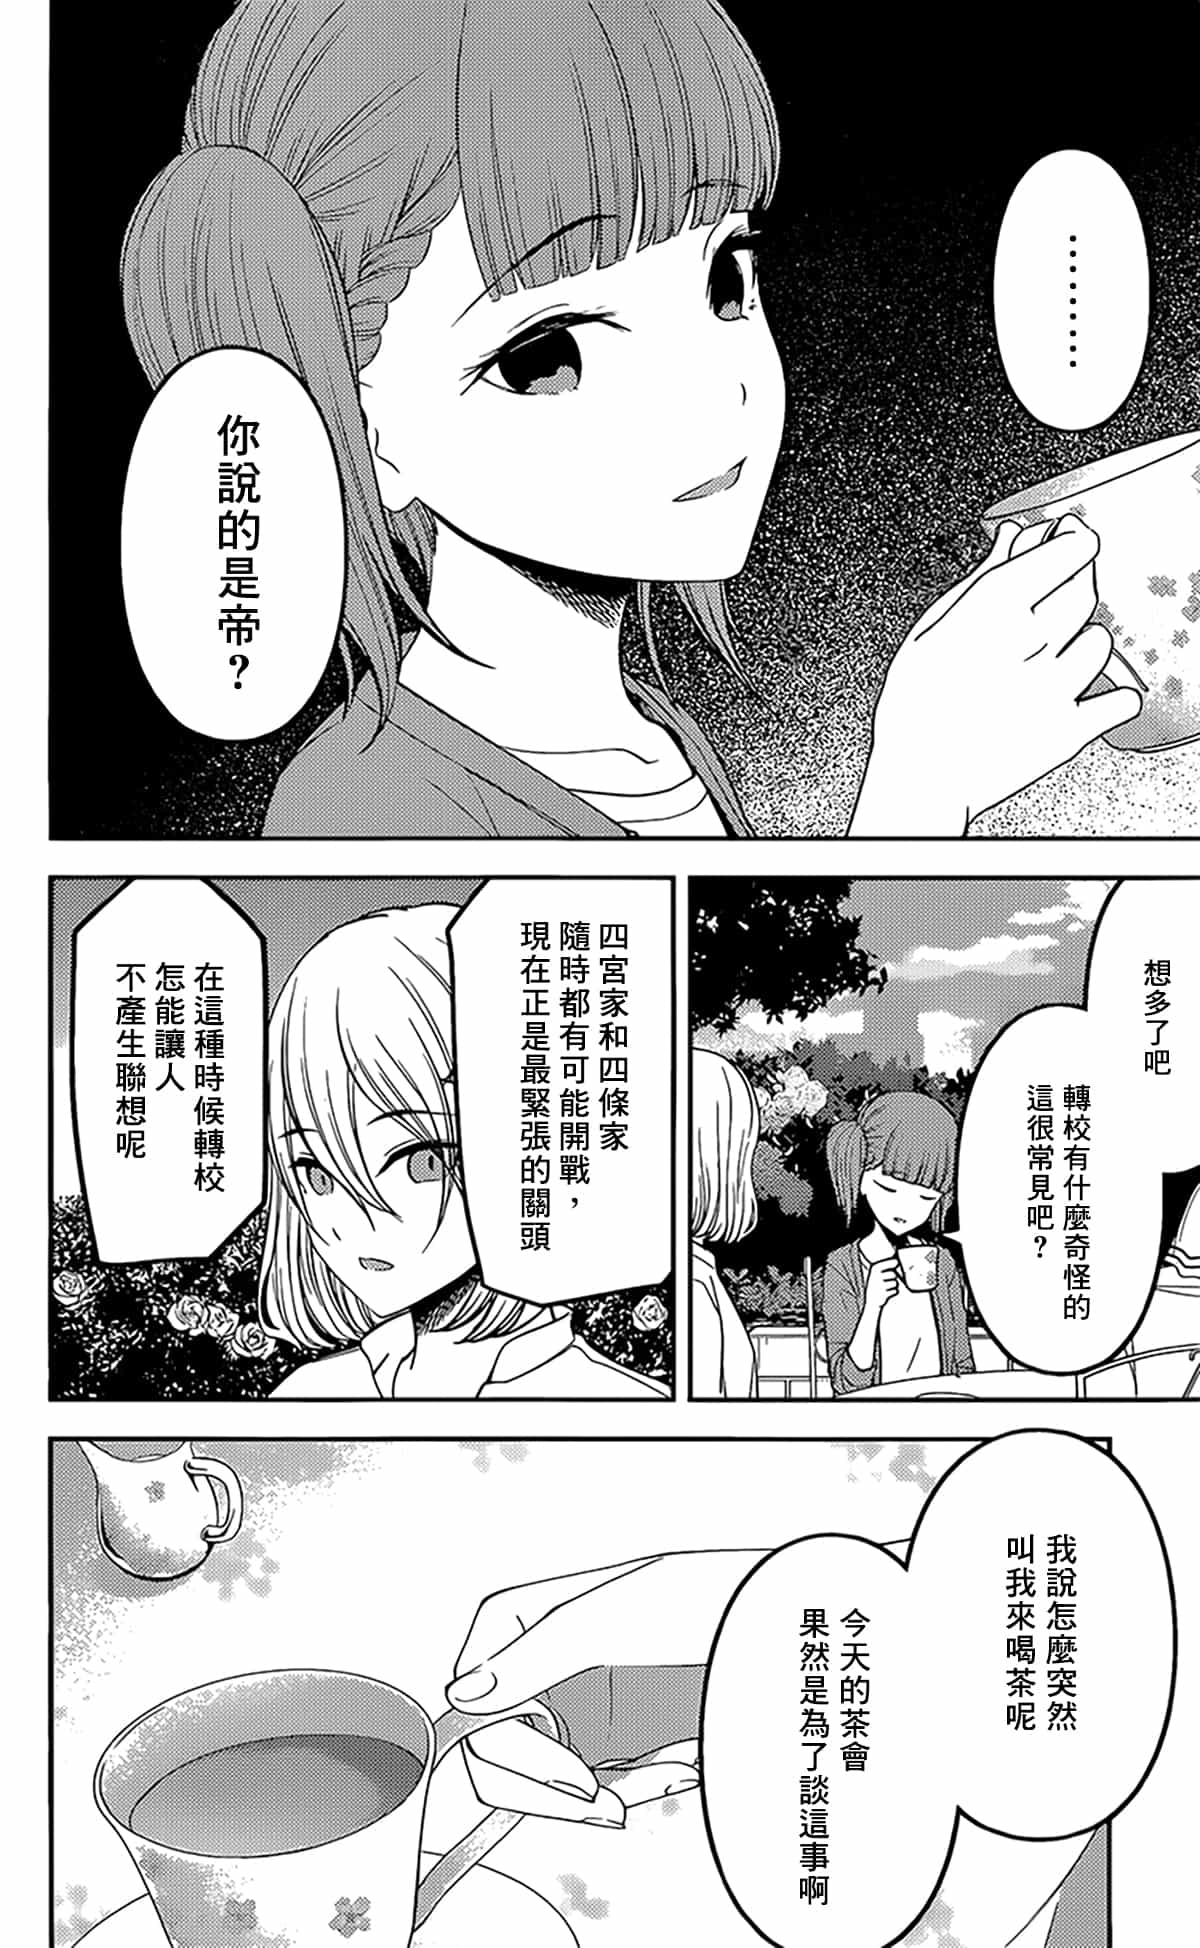 ………
你說的是帝？
想多了吧
轉校有什麼奇怪的
這很常見吧？
四宮家和四條家
隨時都有可能開戰，
現在正是最緊張的關頭
在這種時候轉校
怎能讓人
不產生聯想呢
我說怎麼突然
叫我來喝茶呢
今天的茶會
果然是為了談這事啊